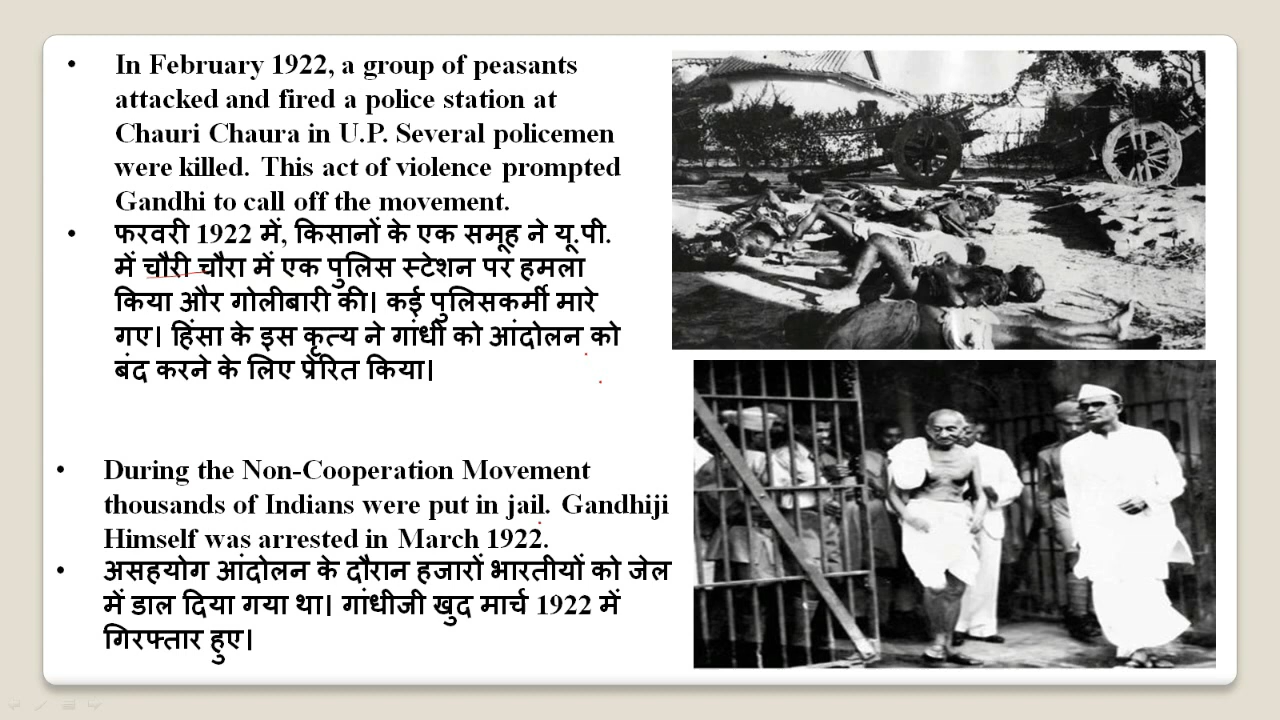 • In February 1922, a group of peasants
attacked and fired a police station at
Chauri Chaura in U.P. Several policemen
were killed. This act of violence prompted
Gandhi to call off the movement.
• फरवरी 1922 में, किसानों के एक समूह ने यू.पी.
में चौरी चौरा में एक पुलिस स्टेशन पर हमला
किया और गोलीबारी की। कई पुलिसकर्मी मारे
गए। हिंसा के इस कृत्य ने गांधी को आंदोलन को
बंद करने के लिए प्रेरित किया।
• During the Non-Cooperation Movement
thousands of Indians were put in jail. Gandhiji
Himself was arrested in March 1922.
• असहयोग आंदोलन के दौरान हजारों भारतीयों को जेल
में डाल दिया गया था। गांधीजी खुद मार्च 1922 में
गिरफ्तार हुए।